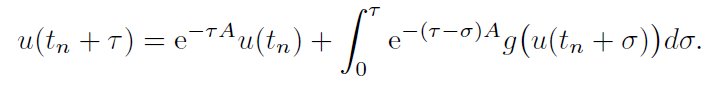 u(t_n + τ) = e^{−τA}u(t_n) + ∫_0^τ e^{−(τ−σ)A}g(u(t_n + σ))dσ.